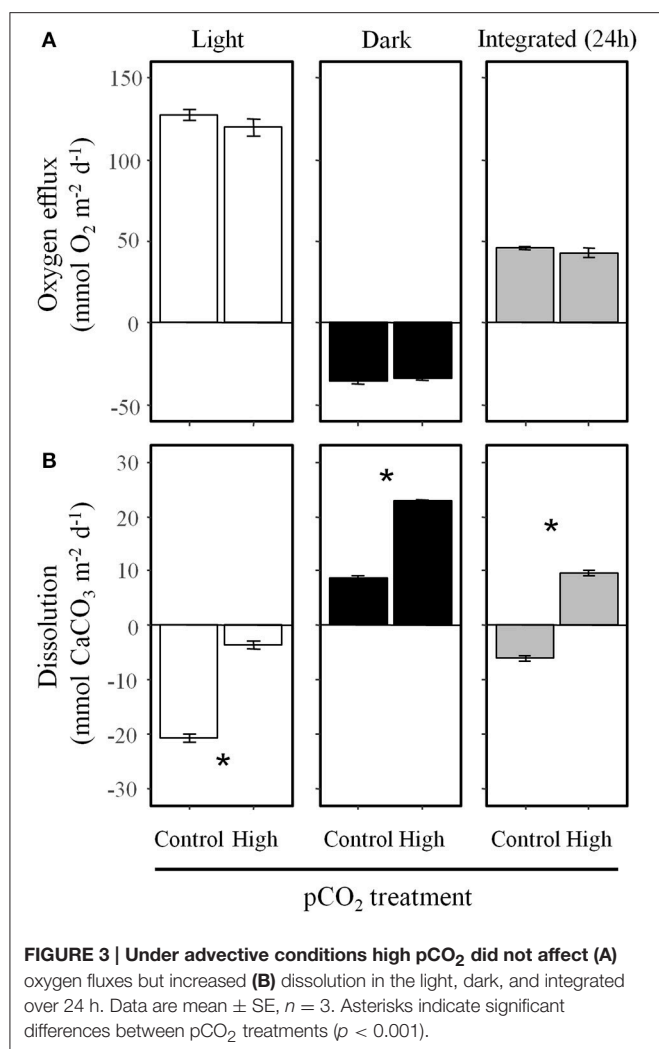 A
Light Dark Integrated (24h)
150
100
50
0
-50
Oxygen efflux
(mmol O₂ m⁻² d⁻¹)
B
30
20
10
0
-10
-20
-30
Dissolution
(mmol CaCO₃ m⁻² d⁻¹)
*
*
*
Control High Control High Control High
pCO₂ treatment
FIGURE 3 | Under advective conditions high pCO₂ did not affect (A)
oxygen fluxes but increased (B) dissolution in the light, dark, and integrated
over 24 h. Data are mean ± SE, n = 3. Asterisks indicate significant
differences between pCO₂ treatments (p < 0.001).